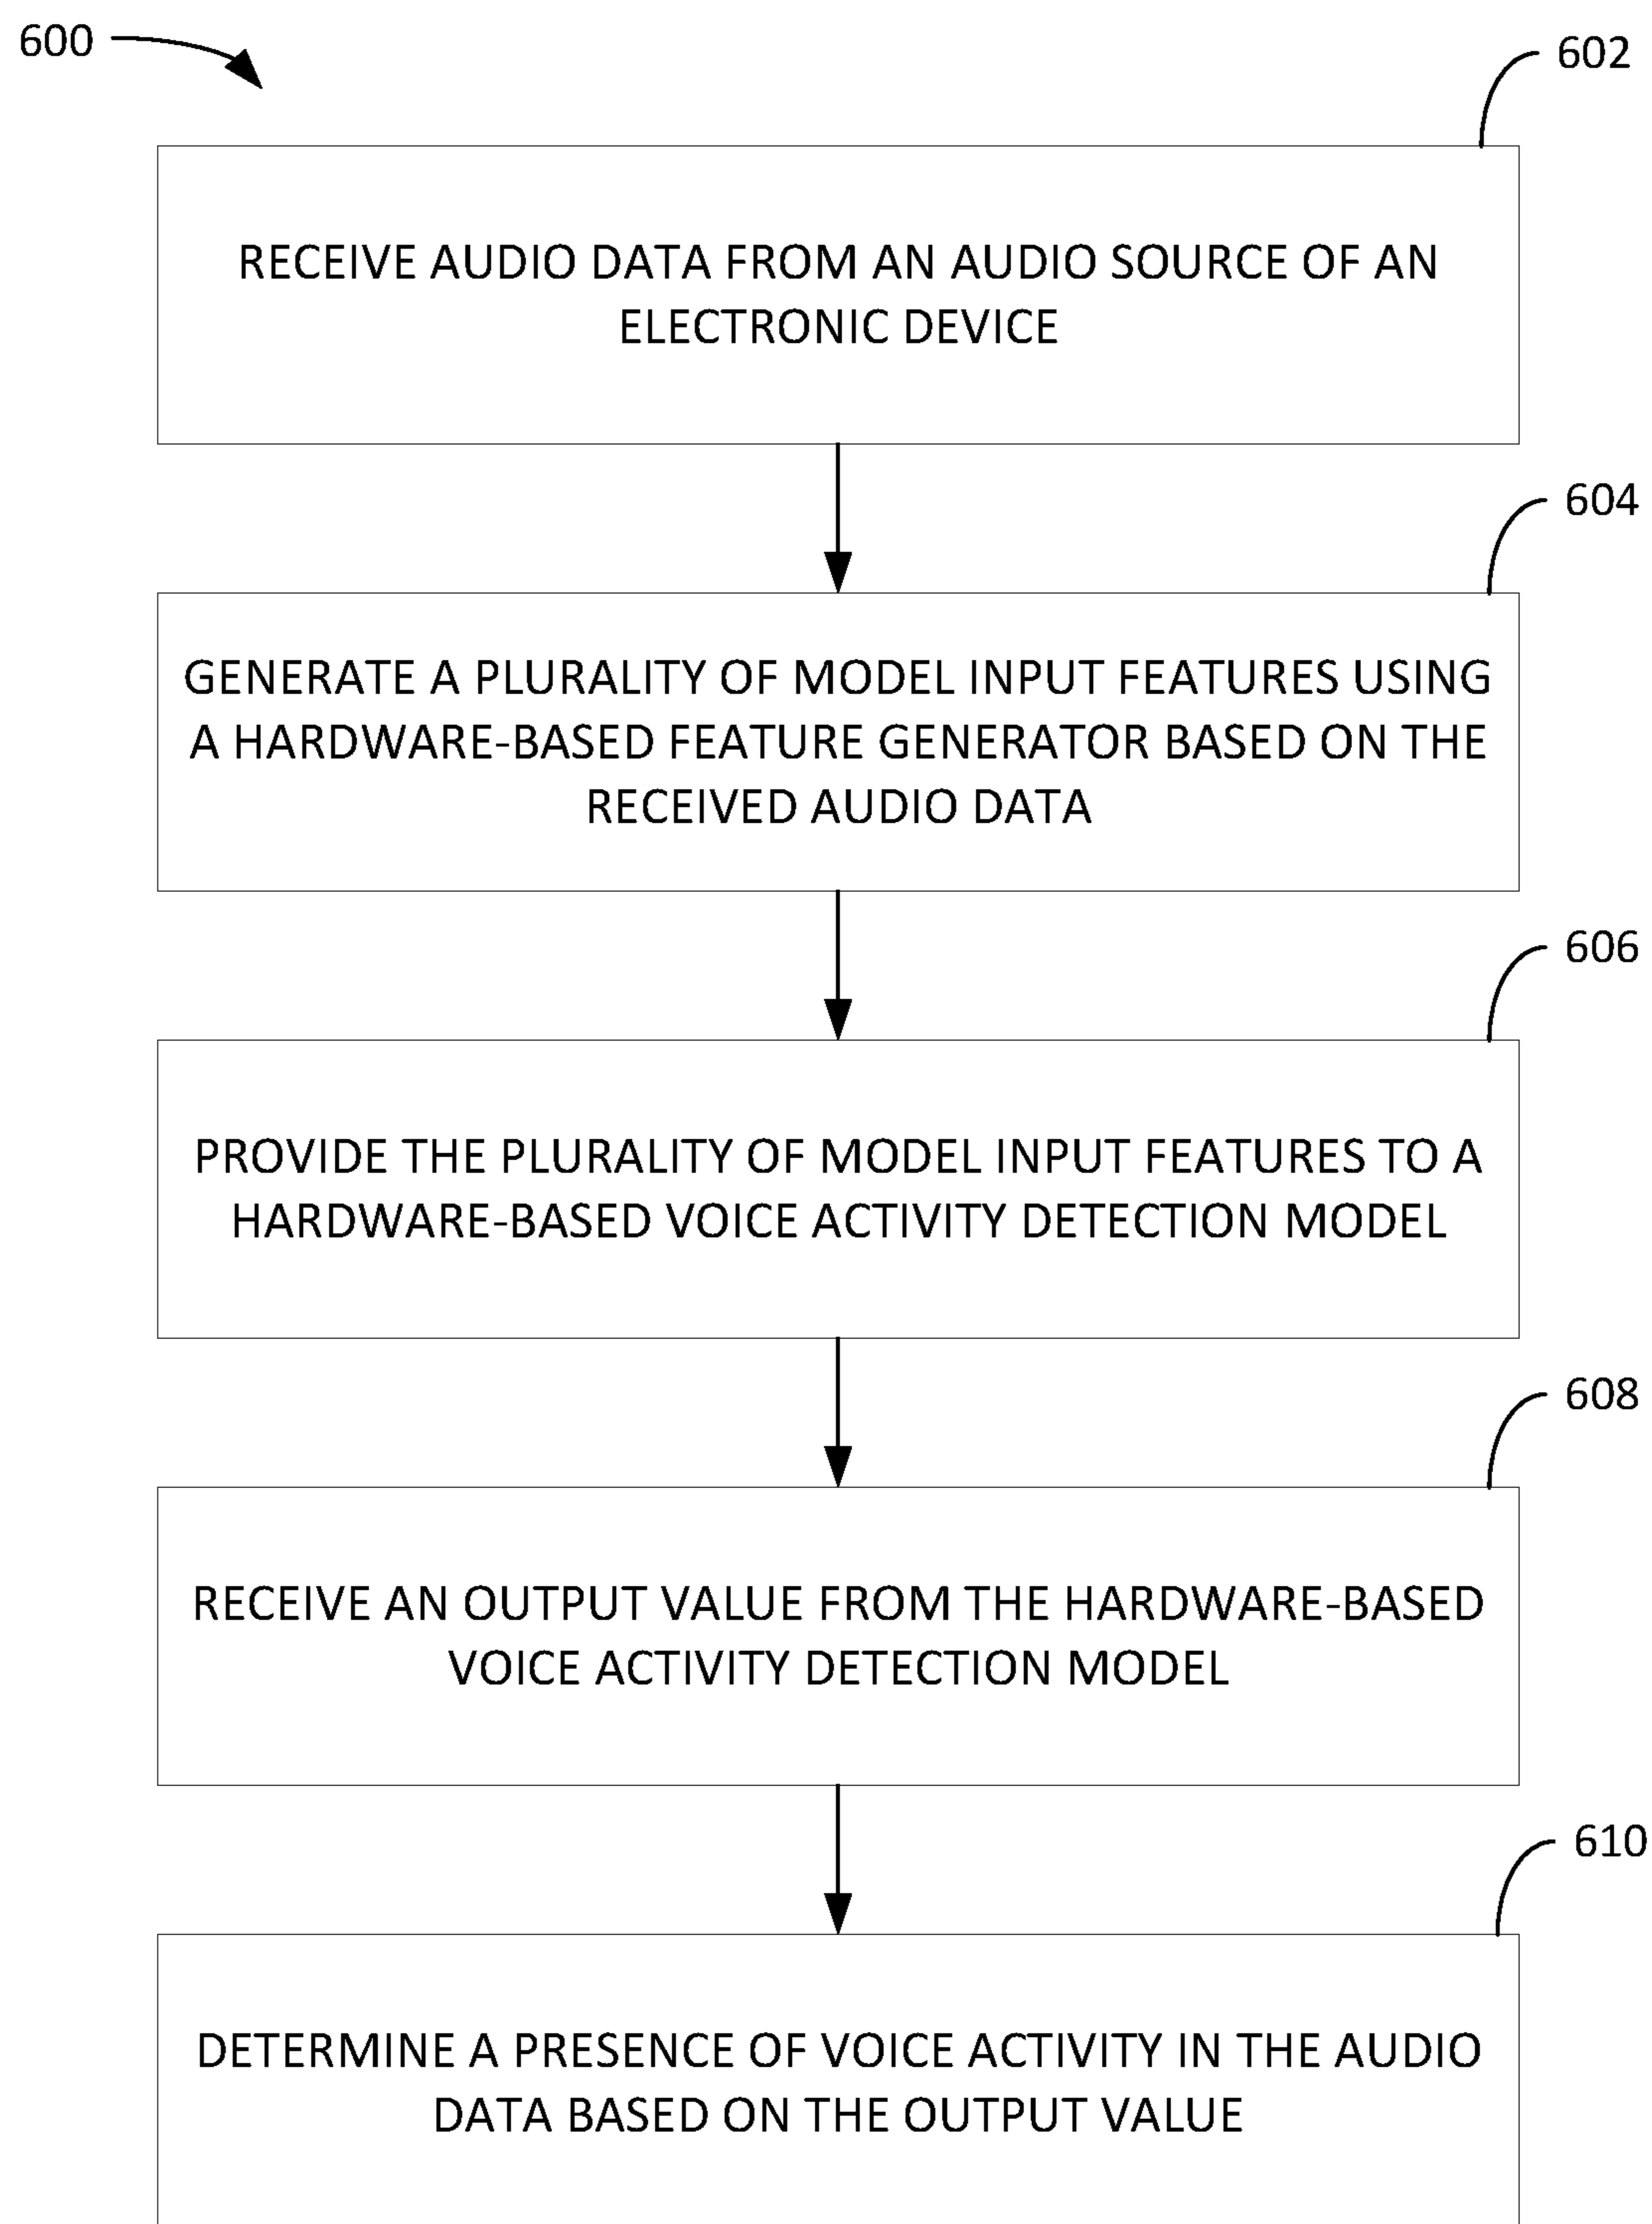 600
602
RECEIVE AUDIO DATA FROM AN AUDIO SOURCE OF AN
ELECTRONIC DEVICE
604
GENERATE A PLURALITY OF MODEL INPUT FEATURES USING
A HARDWARE-BASED FEATURE GENERATOR BASED ON THE
RECEIVED AUDIO DATA
606
PROVIDE THE PLURALITY OF MODEL INPUT FEATURES TO A
HARDWARE-BASED VOICE ACTIVITY DETECTION MODEL
608
RECEIVE AN OUTPUT VALUE FROM THE HARDWARE-BASED
VOICE ACTIVITY DETECTION MODEL
610
DETERMINE A PRESENCE OF VOICE ACTIVITY IN THE AUDIO
DATA BASED ON THE OUTPUT VALUE